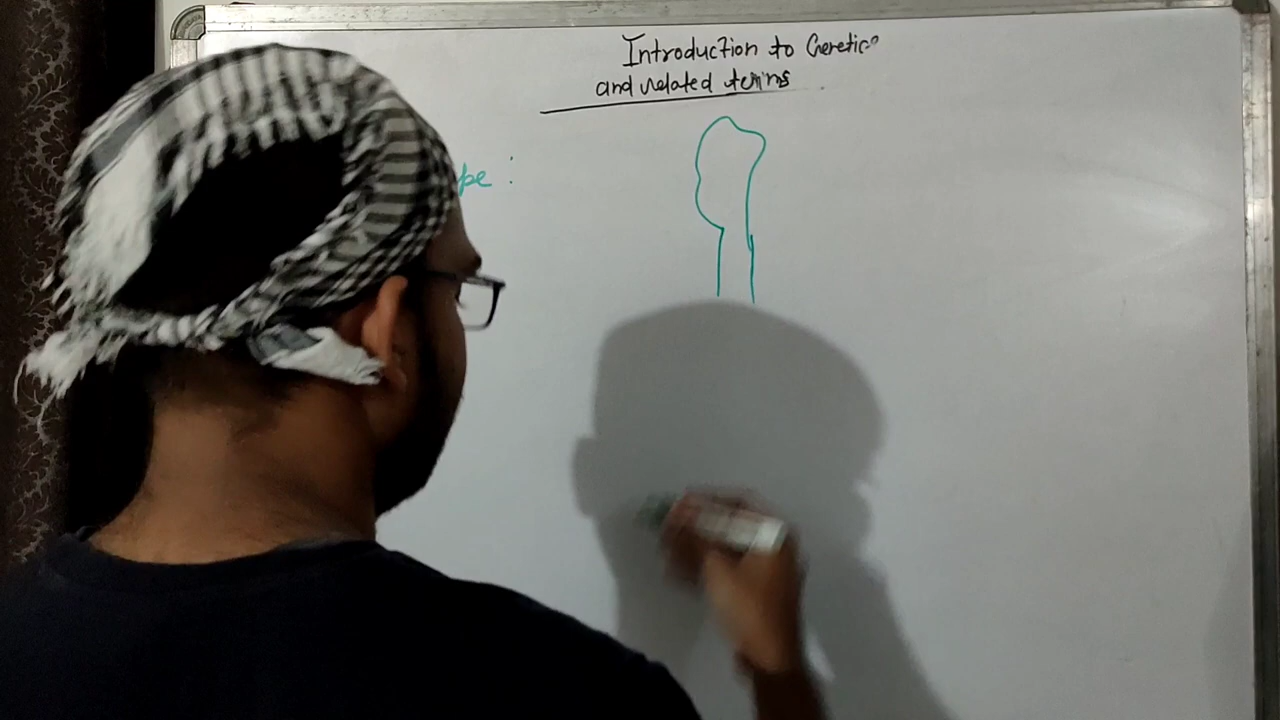 Introduction to Genetics
and related terms
pe :